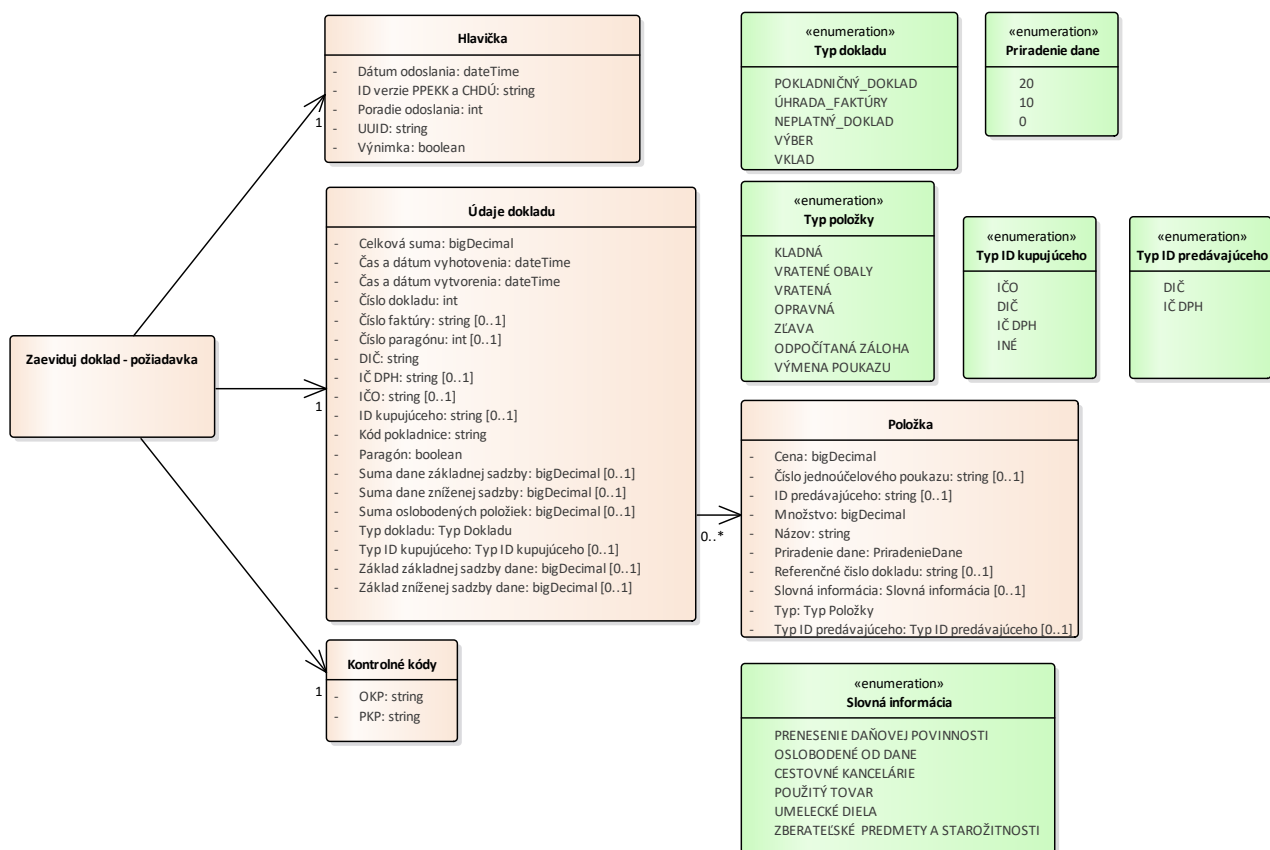 Hlavička
- Dátum odoslania: dateTime
- ID verzie PPEKK a CHDÚ: string
- Poradie odoslania: int
- UUID: string
- Výnimka: boolean
1
«enumeration»
Typ dokladu
POKLADNIČNÝ_DOKLAD
ÚHRADA_FAKTÚRY
NEPLATNÝ_DOKLAD
VÝBER
VKLAD
«enumeration»
Priradenie dane
20
10
0
Údaje dokladu
- Celková suma: bigDecimal
- Čas a dátum vyhotovenia: dateTime
- Čas a dátum vytvorenia: dateTime
- Číslo dokladu: int
- Číslo faktúry: string [0..1]
- Číslo paragónu: int [0..1]
- DIČ: string
- IČ DPH: string [0..1]
- IČO: string [0..1]
- ID kupujúceho: string [0..1]
- Kód pokladnice: string
- Paragón: boolean
- Suma dane základnej sadzby: bigDecimal [0..1]
- Suma dane zníženej sadzby: bigDecimal [0..1]
- Suma oslobodených položiek: bigDecimal [0..1]
- Typ dokladu: Typ Dokladu
- Typ ID kupujúceho: Typ ID kupujúceho [0..1]
- Základ základnej sadzby dane: bigDecimal [0..1]
- Základ zníženej sadzby dane: bigDecimal [0..1]
1
«enumeration»
Typ položky
KLADNÁ
VRATENÉ OBALY
VRATENÁ
OPRAVNÁ
ZĽAVA
ODPOČÍTANÁ ZÁLOHA
VÝMENA POUKAZU
«enumeration»
Typ ID kupujúceho
IČO
DIČ
IČ DPH
INÉ
«enumeration»
Typ ID predávajúceho
DIČ
IČ DPH
Zaeviduj doklad - požiadavka
Položka
- Cena: bigDecimal
- Číslo jednoúčelového poukazu: string [0..1]
- ID predávajúceho: string [0..1]
- Množstvo: bigDecimal
- Názov: string
- Priradenie dane: PriradenieDane
- Referenčné čislo dokladu: string [0..1]
- Slovná informácia: Slovná informácia [0..1]
- Typ: Typ Položky
- Typ ID predávajúceho: Typ ID predávajúceho [0..1]
0..*
Kontrolné kódy
- OKP: string
- PKP: string
1
«enumeration»
Slovná informácia
PRENESENIE DAŇOVEJ POVINNOSTI
OSLOBODENÉ OD DANE
CESTOVNÉ KANCELÁRIE
POUŽITÝ TOVAR
UMELECKÉ DIELA
ZBERATEĽSKÉ PREDMETY A STAROŽITNOSTI